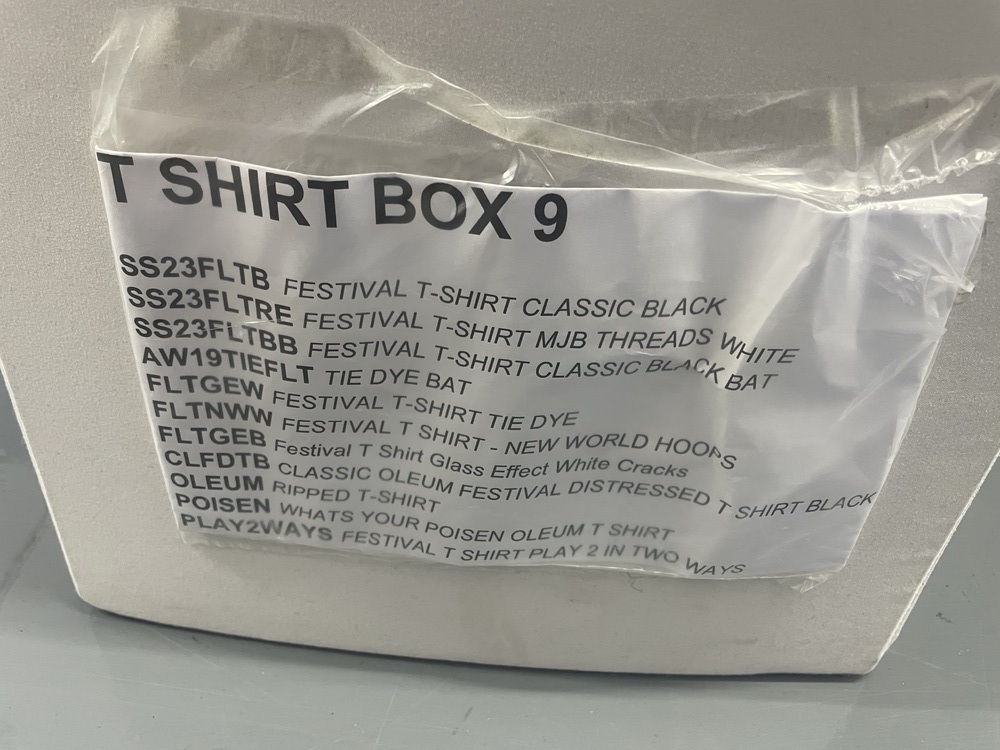 T SHIRT BOX 9
SS23FLTB FESTIVAL T-SHIRT CLASSIC BLACK
SS23FLTRE FESTIVAL T-SHIRT MJB THREADS WHITE
SS23FLTBB FESTIVAL T-SHIRT CLASSIC BLACK BAT
AW19TIEFLT TIE DYE BAT
FLTGEW FESTIVAL T-SHIRT TIE DYE
FLTNWW FESTIVAL T SHIRT - NEW WORLD HOOPS
FLTGEB Festival T Shirt Glass Effect White Cracks
CLFDTB CLASSIC OLEUM FESTIVAL DISTRESSED T SHIRT BLACK
OLEUM RIPPED T-SHIRT
POISEN WHATS YOUR POISEN OLEUM T SHIRT
PLAY2WAYS FESTIVAL T SHIRT PLAY 2 IN TWO WAYS